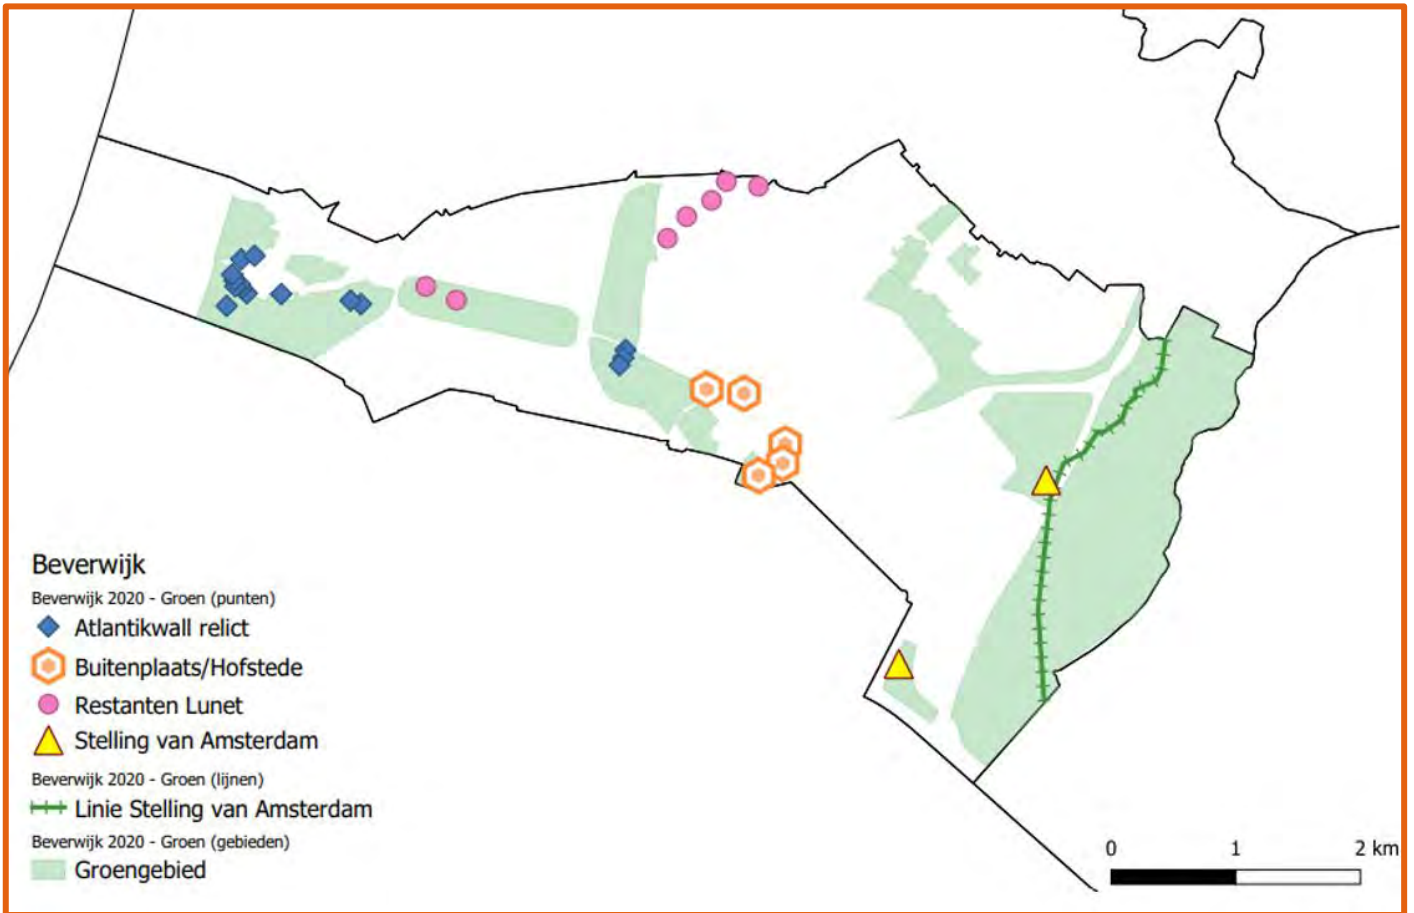 Beverwijk
Beverwijk 2020 - Groen (punten)
Atlantikwall relict
Buitenplaats/Hofstede
Restanten Lunet
Stelling van Amsterdam
Beverwijk 2020 - Groen (lijnen)
Linie Stelling van Amsterdam
Beverwijk 2020 - Groen (gebieden)
Groengebied
0 1 2 km